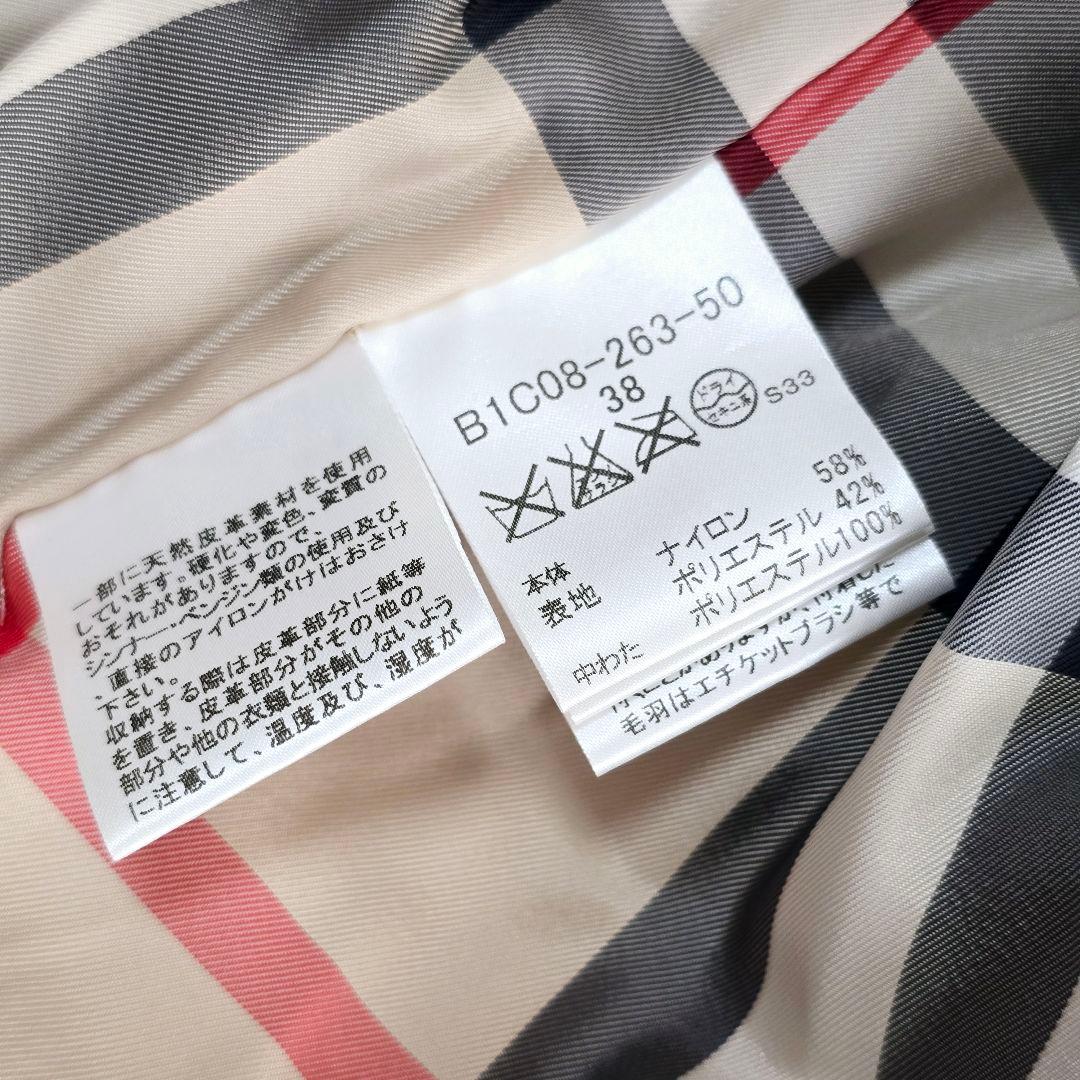 一部に天然皮革素材を使用
しています。硬化や変色、変質の
おそれがありますので、
シンナー・ベンジン類の使用及び
、直接のアイロンがけはおさけ
下さい。
収納する際は皮革部分に紙等
を置き、皮革部分がその他の
部分や他の衣類と接触しないよう
に注意して、温度及び、湿度が
B1C08-263-50
38
ドライ
セキユ系
S33
本体
表地 ナイロン 58%
ポリエステル 42%
中わた ポリエステル100%
毛羽はエチケットブラシ等で